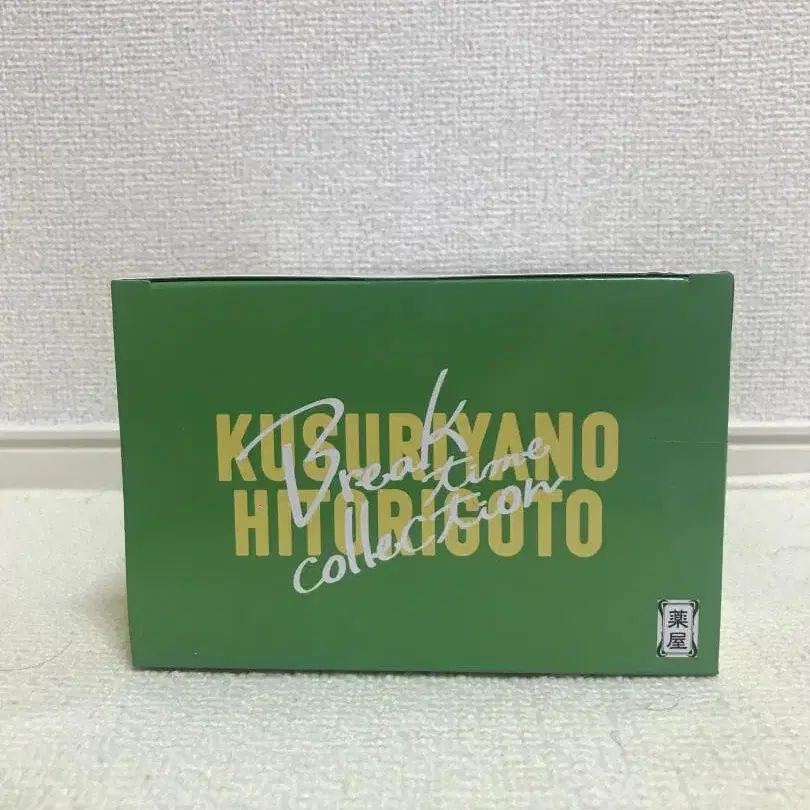 KUSURIYANO
HITORIGOTO
Break
time
collection
薬
屋